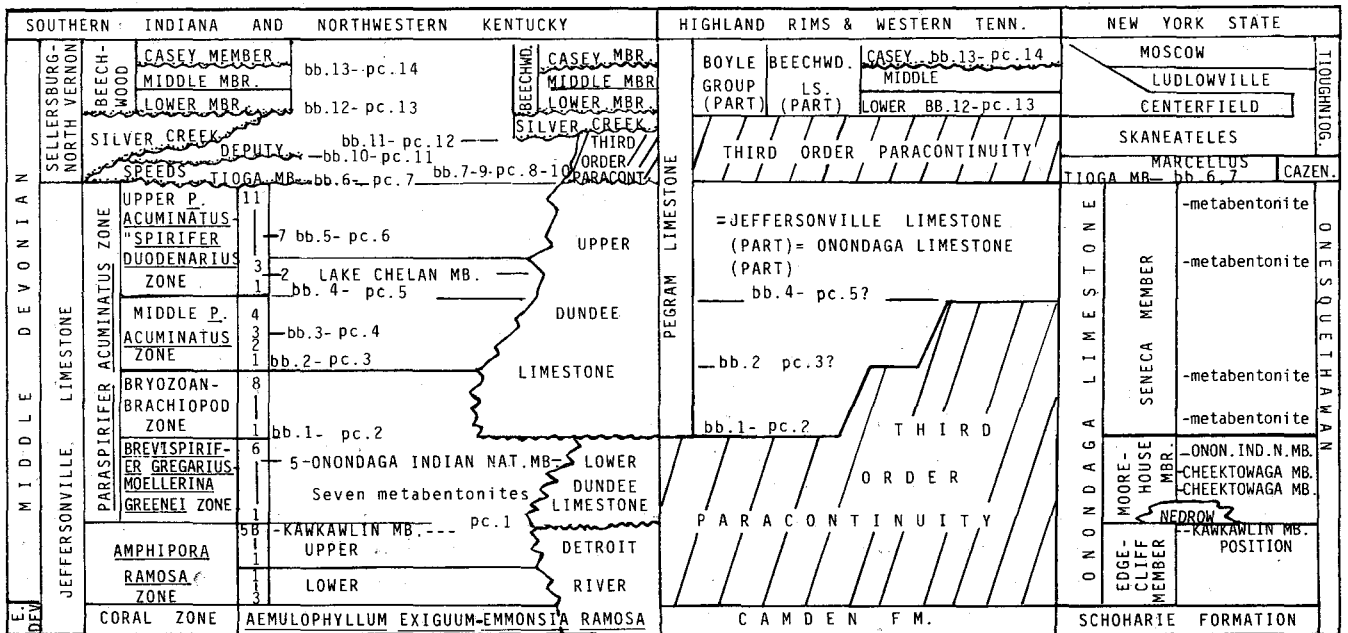 SOUTHERN INDIANA AND NORTHWESTERN KENTUCKY
HIGHLAND RIMS & WESTERN TENN.
NEW YORK STATE
MIDDLE DEVONIAN
E. DEV
SELLERSBURG-
NORTH VERNON
JEFFERSONVILLE LIMESTONE
BEECH-
WOOD
CASEY MEMBER
MIDDLE MBR.
LOWER MBR.
SILVER CREEK
DEPUTY
SPEEDS
TIOGA MB.
bb.13-pc.14
bb.12-pc.13
bb.11-pc.12
bb.10-pc.11
bb.6-pc.7
bb.7-9-pc.8-10
BEECHWD.
CASEY MBR
MIDDLE MBR
LOWER MBR.
SILVER CREEK
THIRD
ORDER
PARACONT.
PARASPIRIFER ACUMINATUS ZONE
UPPER P.
ACUMINATUS-
"SPIRIFER
DUODENARIUS
ZONE
11
3
1
7 bb.5-pc.6
2 LAKE CHELAN MB.
bb.4-pc.5
MIDDLE P.
ACUMINATUS
ZONE
4
3
2
1
bb.3-pc.4
bb.2-pc.3
BRYOZOAN-
BRACHIOPOD
ZONE
8
1
bb.1-pc.2
BREVISPIRIF-
ER GREGARIUS-
MOELLERINA
GREENEI ZONE
6
1
5-ONONDAGA INDIAN NAT.MB
Seven metabentonites
pc.1
UPPER
DUNDEE
LIMESTONE
LOWER
DUNDEE
LIMESTONE
AMPHIPORA
RAMOSA
ZONE
5B
1
1
3
-KAWKAWLIN MB.---
UPPER
LOWER
DETROIT
RIVER
CORAL ZONE
AEMULOPHYLLUM EXIGUUM-EMMONSIA RAMOSA
PEGRAM LIMESTONE
BOYLE
GROUP
(PART)
BEECHWD.
LS.
(PART)
CASEY bb.13-pc.14
MIDDLE
LOWER BB.12-pc.13
THIRD ORDER PARACONTINUITY
=JEFFERSONVILLE LIMESTONE
(PART)= ONONDAGA LIMESTONE
(PART)
bb.4-pc.5?
bb.2 pc.3?
bb.1-pc.2
THIRD
ORDER
PARACONTINUITY
CAMDEN FM.
MOSCOW
LUDLOWVILLE
CENTERFIELD
SKANEATELES
MARCELLUS
TIOGA MB— bb.6,7
TIOUGHNIOG.
CAZEN.
ONONDAGA LIMESTONE
SENECA MEMBER
-metabentonite
-metabentonite
-metabentonite
-metabentonite
MOORE-
HOUSE
MBR.
ONON.IND.N.MB.
CHEEKTOWAGA MB.
CHEEKTOWAGA MB.
NEDROW
--KAWKAWLIN MB.
POSITION
EDGE-
CLIFF
MEMBER
ONESQUETHAWAN
SCHOHARIE FORMATION